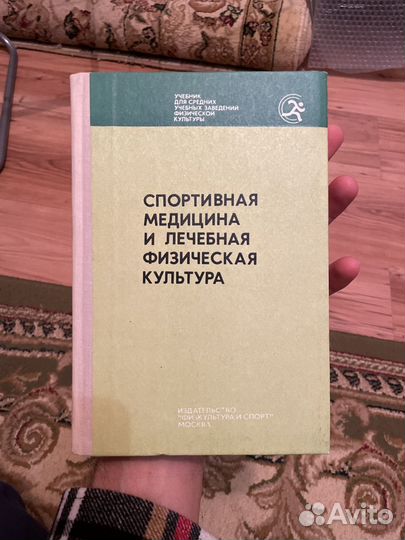 УЧЕБНИК
ДЛЯ СРЕДНИХ
УЧЕБНЫХ ЗАВЕДЕНИЙ
ФИЗИЧЕСКОЙ
КУЛЬТУРЫ
СПОРТИВНАЯ
МЕДИЦИНА
И ЛЕЧЕБНАЯ
ФИЗИЧЕСКАЯ
КУЛЬТУРА
ИЗДАТЕЛЬСТВО
"ФИЗКУЛЬТУРА И СПОРТ"
МОСКВА
Avito